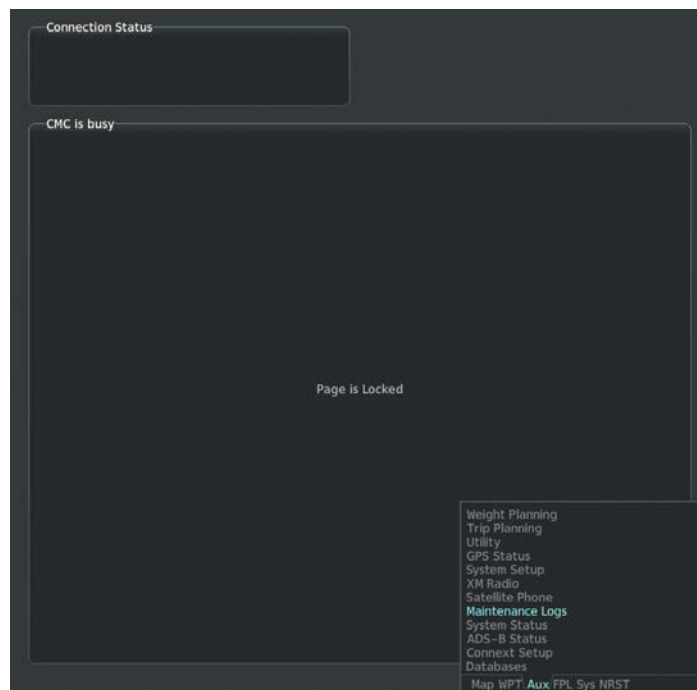 Connection Status
CMC is busy
Page is Locked
Weight Planning
Trip Planning
Utility
GPS Status
System Setup
XM Radio
Satellite Phone
Maintenance Logs
System Status
ADS-B Status
Connext Setup
Databases
Map WPT Aux FPL Sys NRST